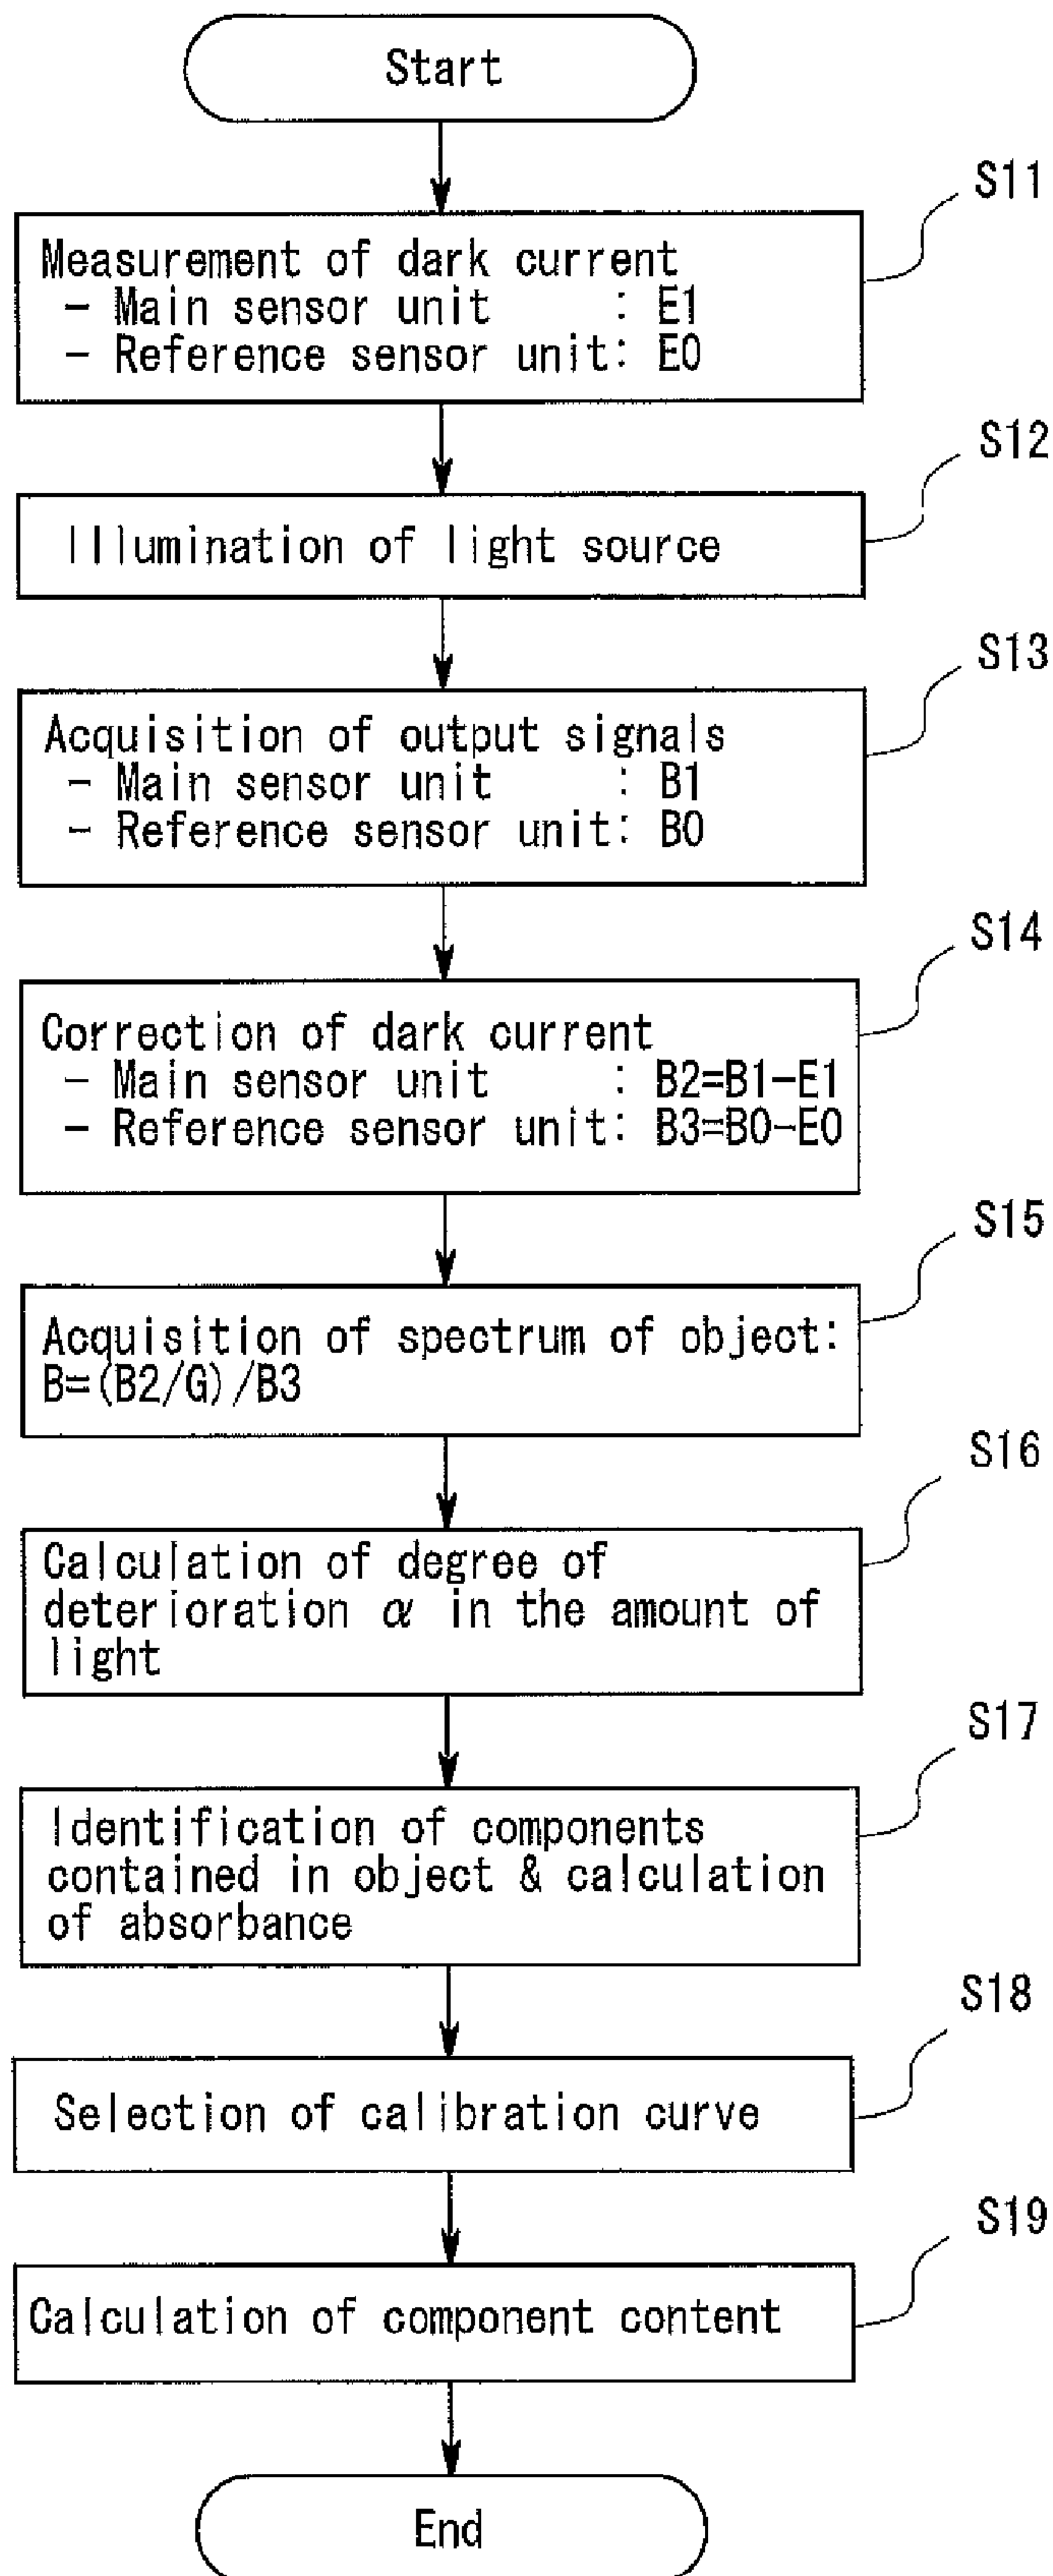 Start
S11
Measurement of dark current
- Main sensor unit : E1
- Reference sensor unit: E0
S12
Illumination of light source
S13
Acquisition of output signals
- Main sensor unit : B1
- Reference sensor unit: B0
S14
Correction of dark current
- Main sensor unit : B2=B1-E1
- Reference sensor unit: B3=B0-E0
S15
Acquisition of spectrum of object:
B=(B2/G)/B3
S16
Calculation of degree of
deterioration α in the amount of
light
S17
Identification of components
contained in object & calculation
of absorbance
S18
Selection of calibration curve
S19
Calculation of component content
End